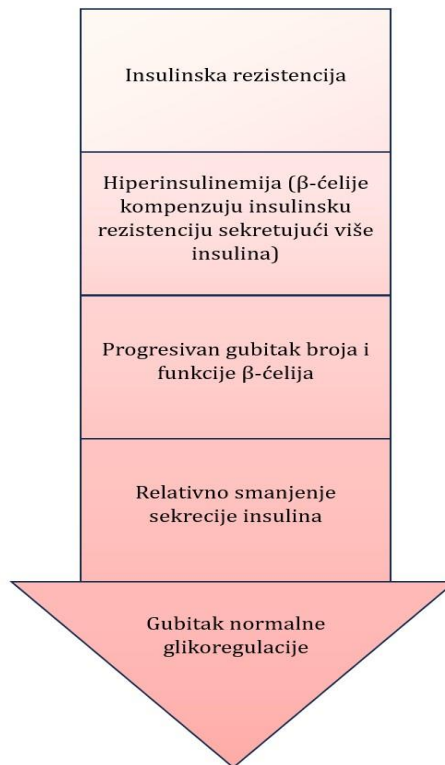 Insulinska rezistencija
Hiperinsulinemija (β-ćelije
kompenzuju insulinsku
rezistenciju sekretujući više
insulina)
Progresivan gubitak broja i
funkcije β-ćelija
Relativno smanjenje
sekrecije insulina
Gubitak normalne
glikoregulacije